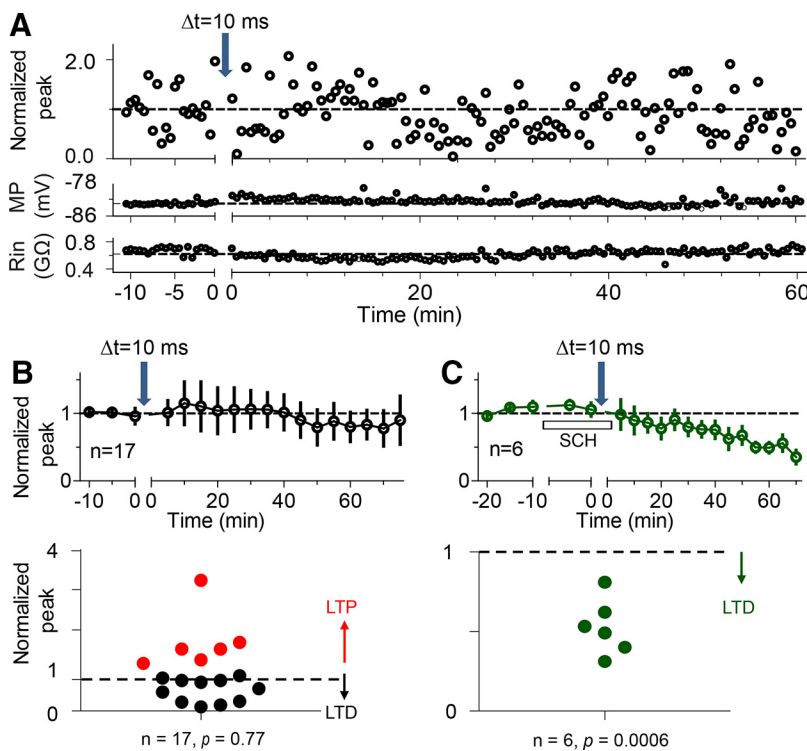 A
Δt=10 ms
Normalized peak
2.0
0.0
MP (mV)
-78
-86
Rin (GΩ)
0.8
0.4
-10 -5 0 0 20 40 60
Time (min)
B
Δt=10 ms
Normalized peak
1
0
n=17
-10 0 0 20 40 60
Time (min)
C
Δt=10 ms
1
0
n=6
SCH
-20 -10 0 0 20 40 60
Time (min)
Normalized peak
4
1
0
LTP
LTD
n = 17, p = 0.77
1
0
LTD
n = 6, p = 0.0006